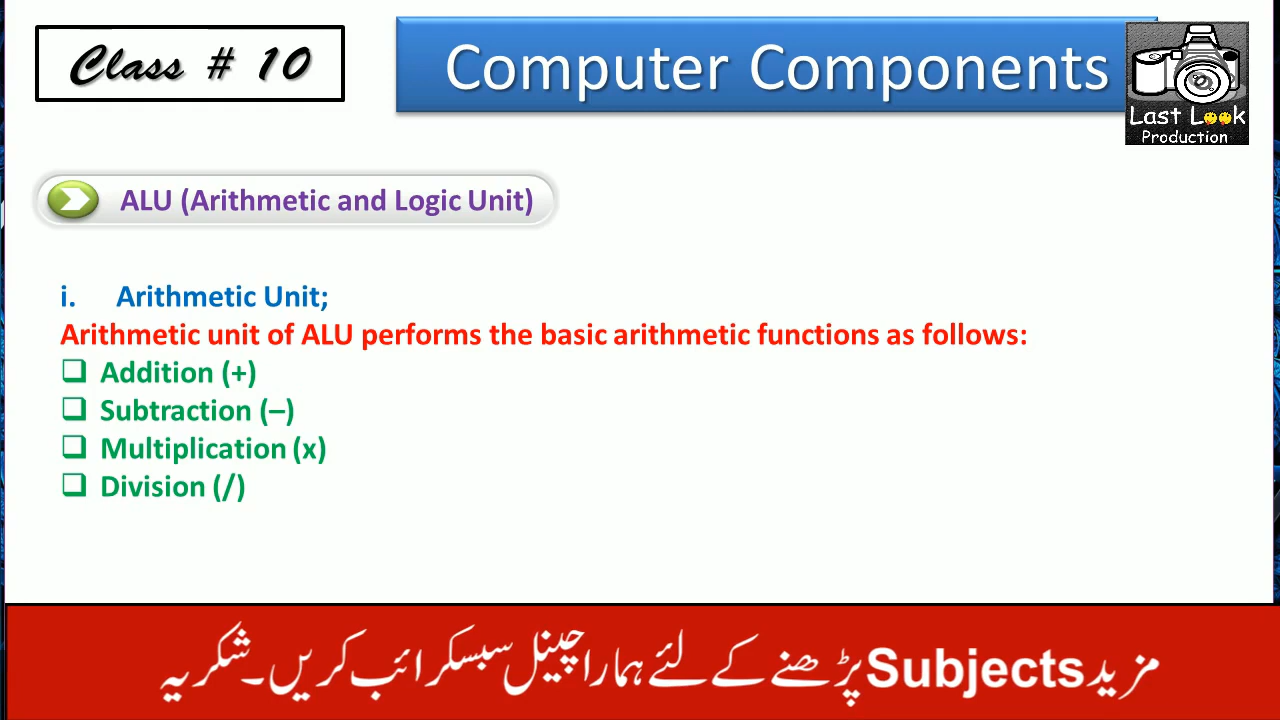 Class # 10
Computer Components
Last Look
Production
ALU (Arithmetic and Logic Unit)
i. Arithmetic Unit;
Arithmetic unit of ALU performs the basic arithmetic functions as follows:
❑ Addition (+)
❑ Subtraction (–)
❑ Multiplication (x)
❑ Division (/)
مزید Subjects پڑھنے کے لئے ہمارا چینل سبسکرائب کریں۔ شکریہ